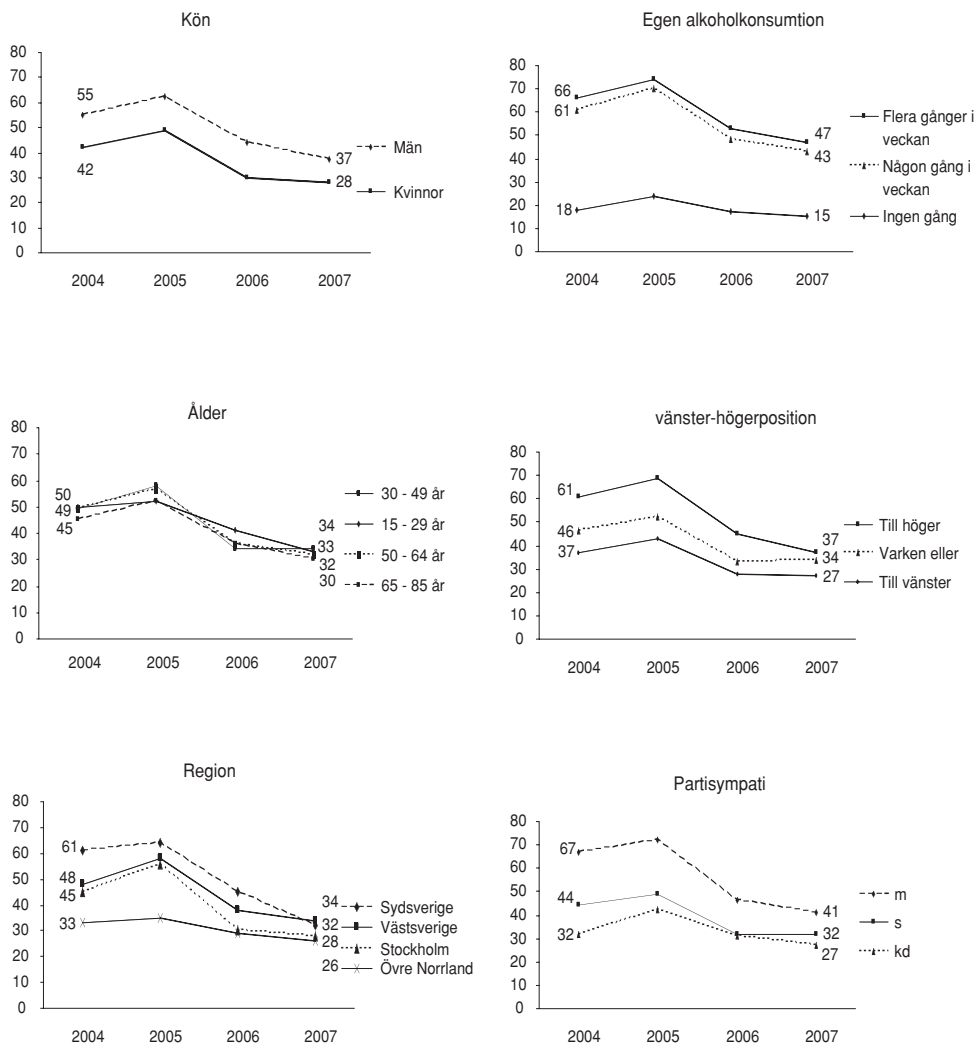 Kön
80
70
60
50
40
30
20
10
0
55
42
37
28
Män
Kvinnor
2004 2005 2006 2007
Egen alkoholkonsumtion
80
70
60
50
40
30
20
10
0
66
61
18
47
43
15
Flera gånger i
veckan
Någon gång i
veckan
Ingen gång
2004 2005 2006 2007
Ålder
80
70
60
50
40
30
20
10
0
50
49
45
34
33
32
30
30 - 49 år
15 - 29 år
50 - 64 år
65 - 85 år
2004 2005 2006 2007
vänster-högerposition
80
70
60
50
40
30
20
10
0
61
46
37
37
34
27
Till höger
Varken eller
Till vänster
2004 2005 2006 2007
Region
80
70
60
50
40
30
20
10
0
61
48
45
33
34
32
28
26
Sydsverige
Västsverige
Stockholm
Övre Norrland
2004 2005 2006 2007
Partisympati
80
70
60
50
40
30
20
10
0
67
44
32
41
32
27
m
s
kd
2004 2005 2006 2007